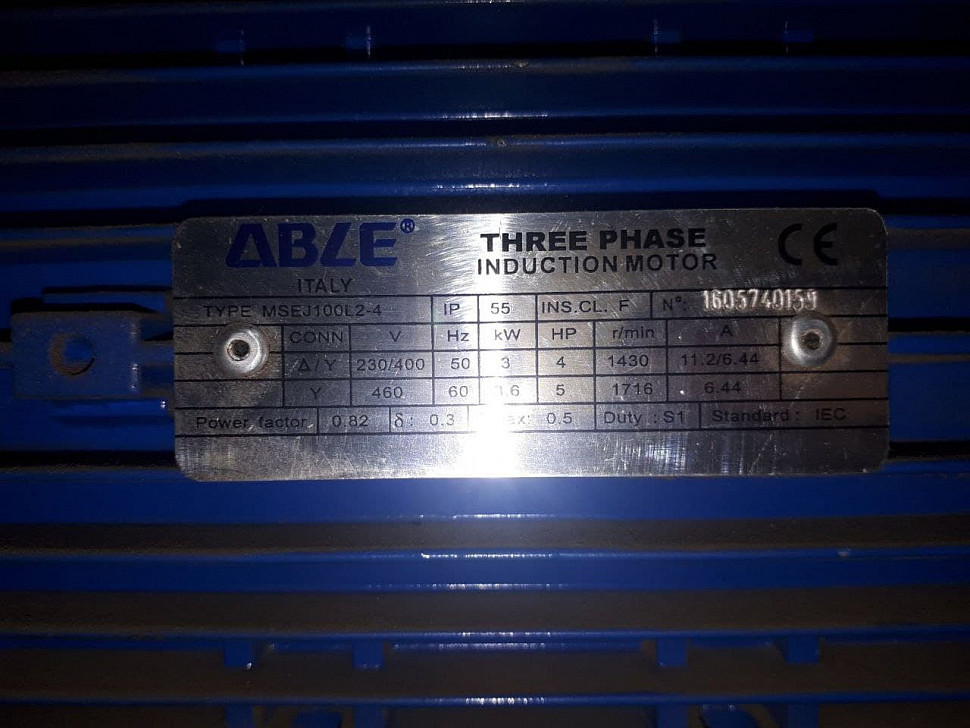 ABLE® THREE PHASE CE
ITALY INDUCTION MOTOR
TYPE MSEJ100L2-4 IP 55 INS.CL. F N°: 1605740159
CONN V Hz kW HP r/min A
Δ/Y 230/400 50 3 4 1430 11.2/6.44
Y 460 60 5 1716 6.44
Power factor 0.82 δ: 0.3 0.5 Duty : S1 Standard : IEC